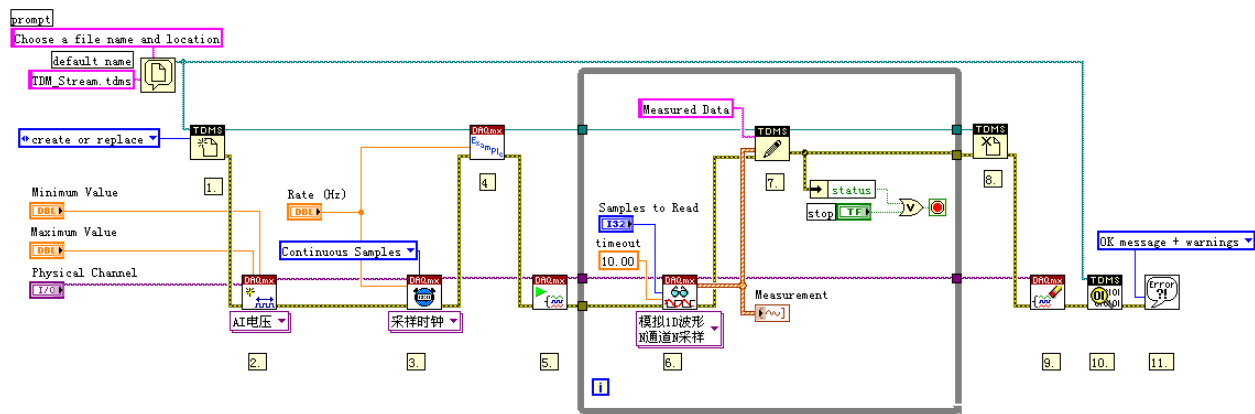 prompt
Choose a file name and location
default name
TDM_Stream.tdms
TDMS
create or replace
1.
Minimum Value
DBL
Maximum Value
DBL
Physical Channel
I/O
DAQmx
AI电压
2.
Rate (Hz)
DBL
Continuous Samples
DAQmx
采样时钟
3.
DAQmx
Example
4
DAQmx
5.
Measured Data
Samples to Read
I32
timeout
10.00
DAQmx
模拟1D波形
N通道N采样
6.
TDMS
7.
Measurement
status
stop
TF
i
TDMS
8.
DAQmx
9.
OK message + warnings
TDMS
10.
Error
?!
11.